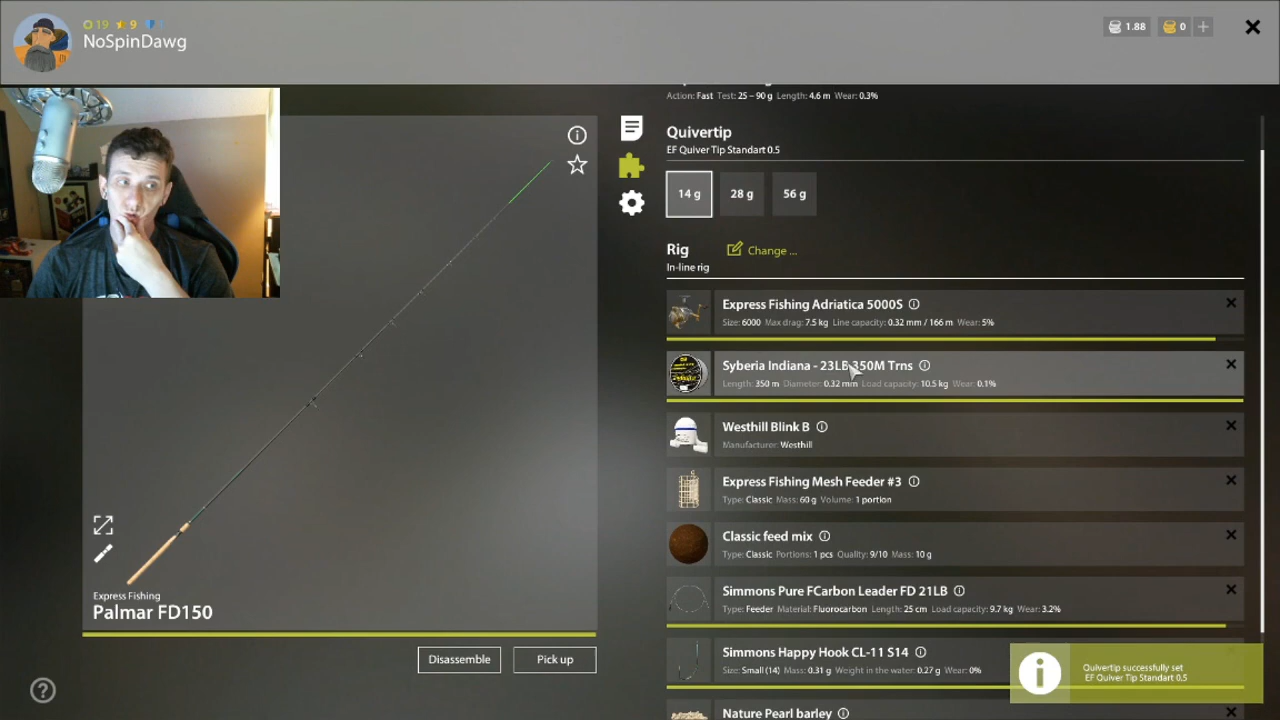 19 9 1
NoSpinDawg
1.88 0 +
Action: Fast Test: 25 – 90 g Length: 4.6 m Wear: 0.3%
Quivertip
EF Quiver Tip Standart 0.5
14 g 28 g 56 g
Rig Change ...
In-line rig
Express Fishing Adriatica 5000S
Size: 6000 Max drag: 7.5 kg Line capacity: 0.32 mm / 166 m Wear: 5%
Syberia Indiana - 23LB 350M Trns
Length: 350 m Diameter: 0.32 mm Load capacity: 10.5 kg Wear: 0.1%
Westhill Blink B
Manufacturer: Westhill
Express Fishing Mesh Feeder #3
Type: Classic Mass: 60 g Volume: 1 portion
Classic feed mix
Type: Classic Portions: 1 pcs Quality: 9/10 Mass: 10 g
Simmons Pure FCarbon Leader FD 21LB
Type: Feeder Material: Fluorocarbon Length: 25 cm Load capacity: 9.7 kg Wear: 3.2%
Simmons Happy Hook CL-11 S14
Size: Small (14) Mass: 0.31 g Weight in the water: 0.27 g Wear: 0%
Nature Pearl barley
Express Fishing
Palmar FD150
Disassemble Pick up
Quivertip successfully set
EF Quiver Tip Standart 0.5